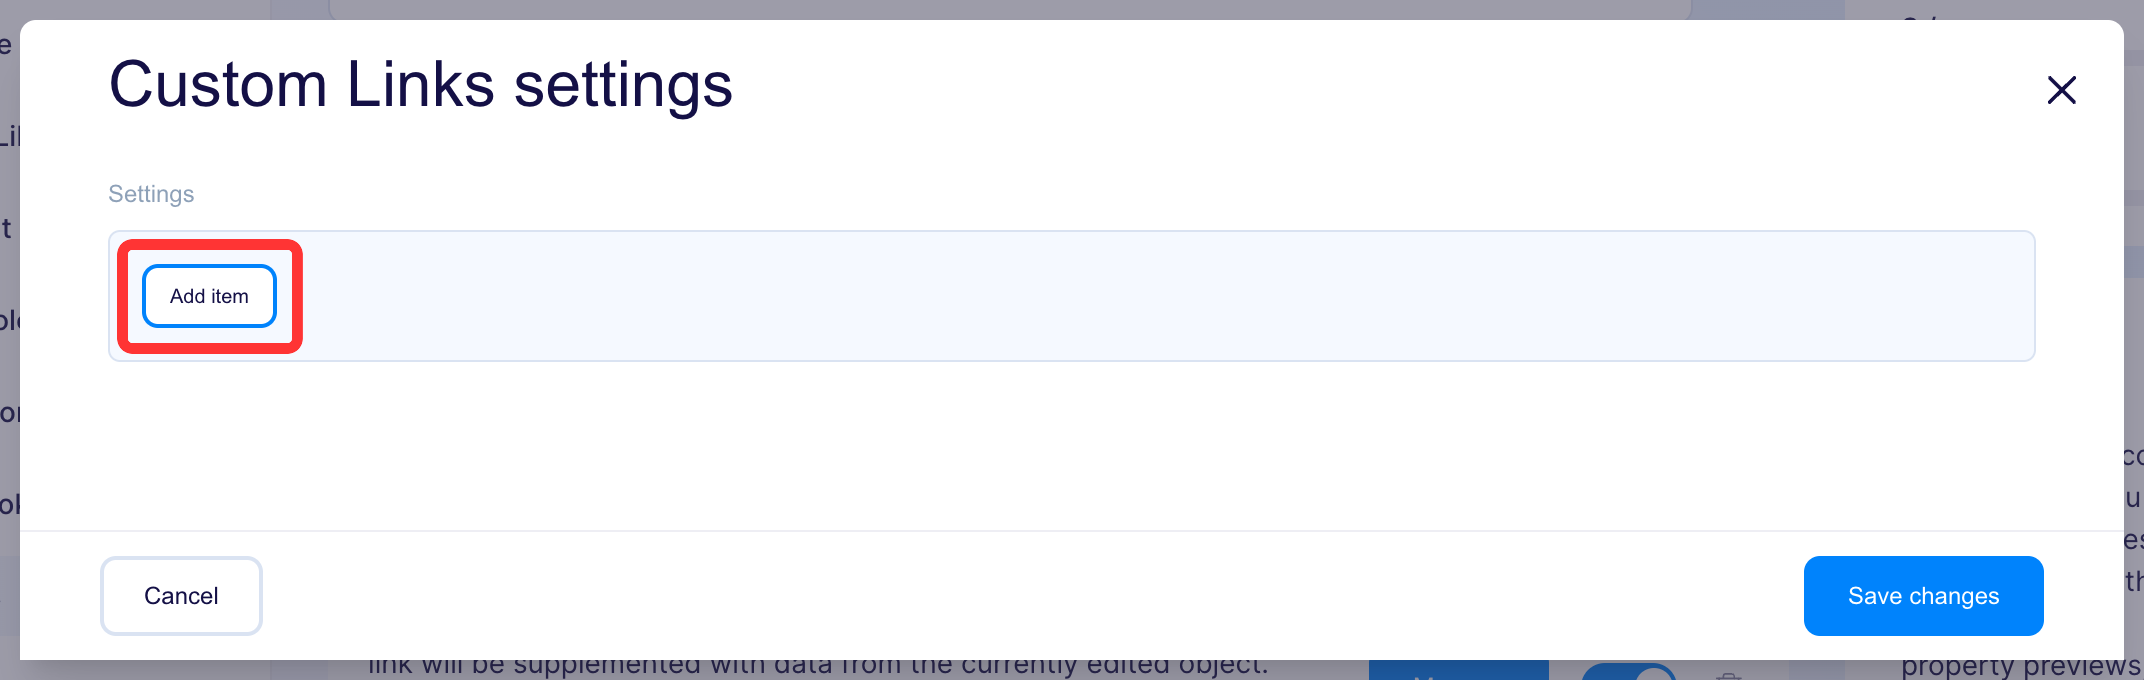 Custom Links settings
Settings
Add item
Cancel
Save changes
link will be supplemented with data from the currently edited object.
property previews